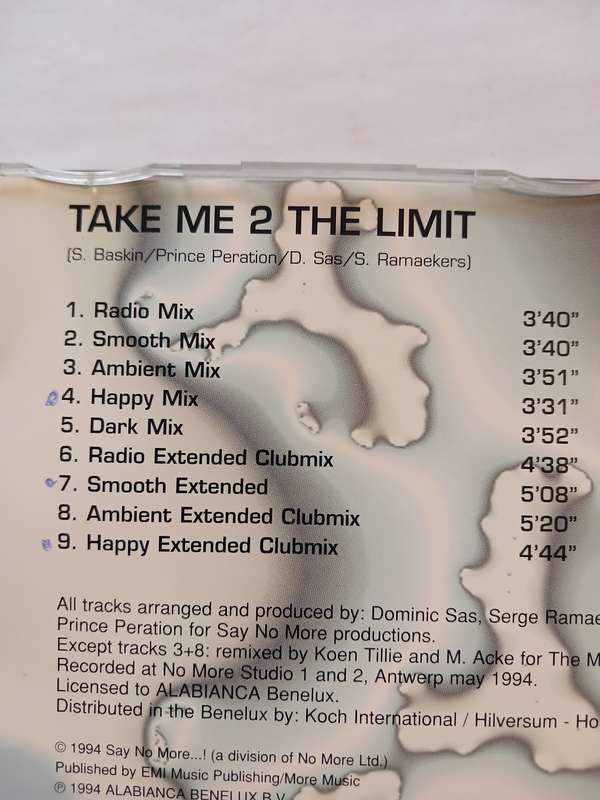 TAKE ME 2 THE LIMIT
(S. Baskin/Prince Peration/D. Sas/S. Ramaekers)
1. Radio Mix 3'40"
2. Smooth Mix 3'40"
3. Ambient Mix 3'51"
4. Happy Mix 3'31"
5. Dark Mix 3'52"
6. Radio Extended Clubmix 4'38"
7. Smooth Extended 5'08"
8. Ambient Extended Clubmix 5'20"
9. Happy Extended Clubmix 4'44"
All tracks arranged and produced by: Dominic Sas, Serge Ramae
Prince Peration for Say No More productions.
Except tracks 3+8: remixed by Koen Tillie and M. Acke for The M
Recorded at No More Studio 1 and 2, Antwerp may 1994.
Licensed to ALABIANCA Benelux.
Distributed in the Benelux by: Koch International / Hilversum - Ho
© 1994 Say No More...! (a division of No More Ltd.)
Published by EMI Music Publishing/More Music
℗ 1994 ALABIANCA BENELUX B.V.